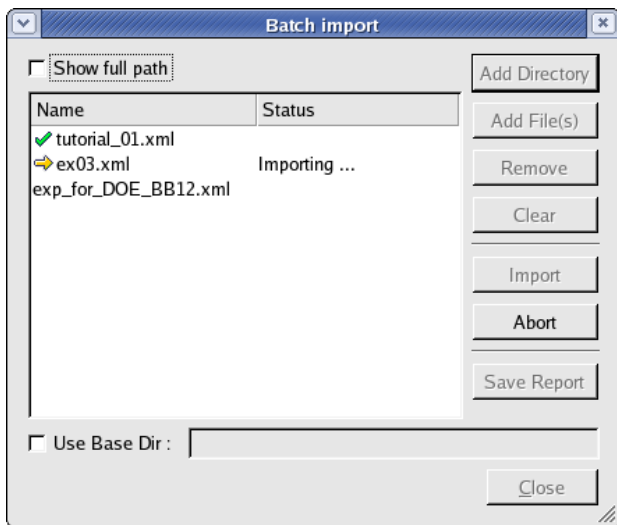 Batch import
Show full path
Add Directory
Name Status
Add File(s)
tutorial_01.xml
ex03.xml Importing ...
Remove
exp_for_DOE_BB12.xml
Clear
Import
Abort
Save Report
Use Base Dir :
Close